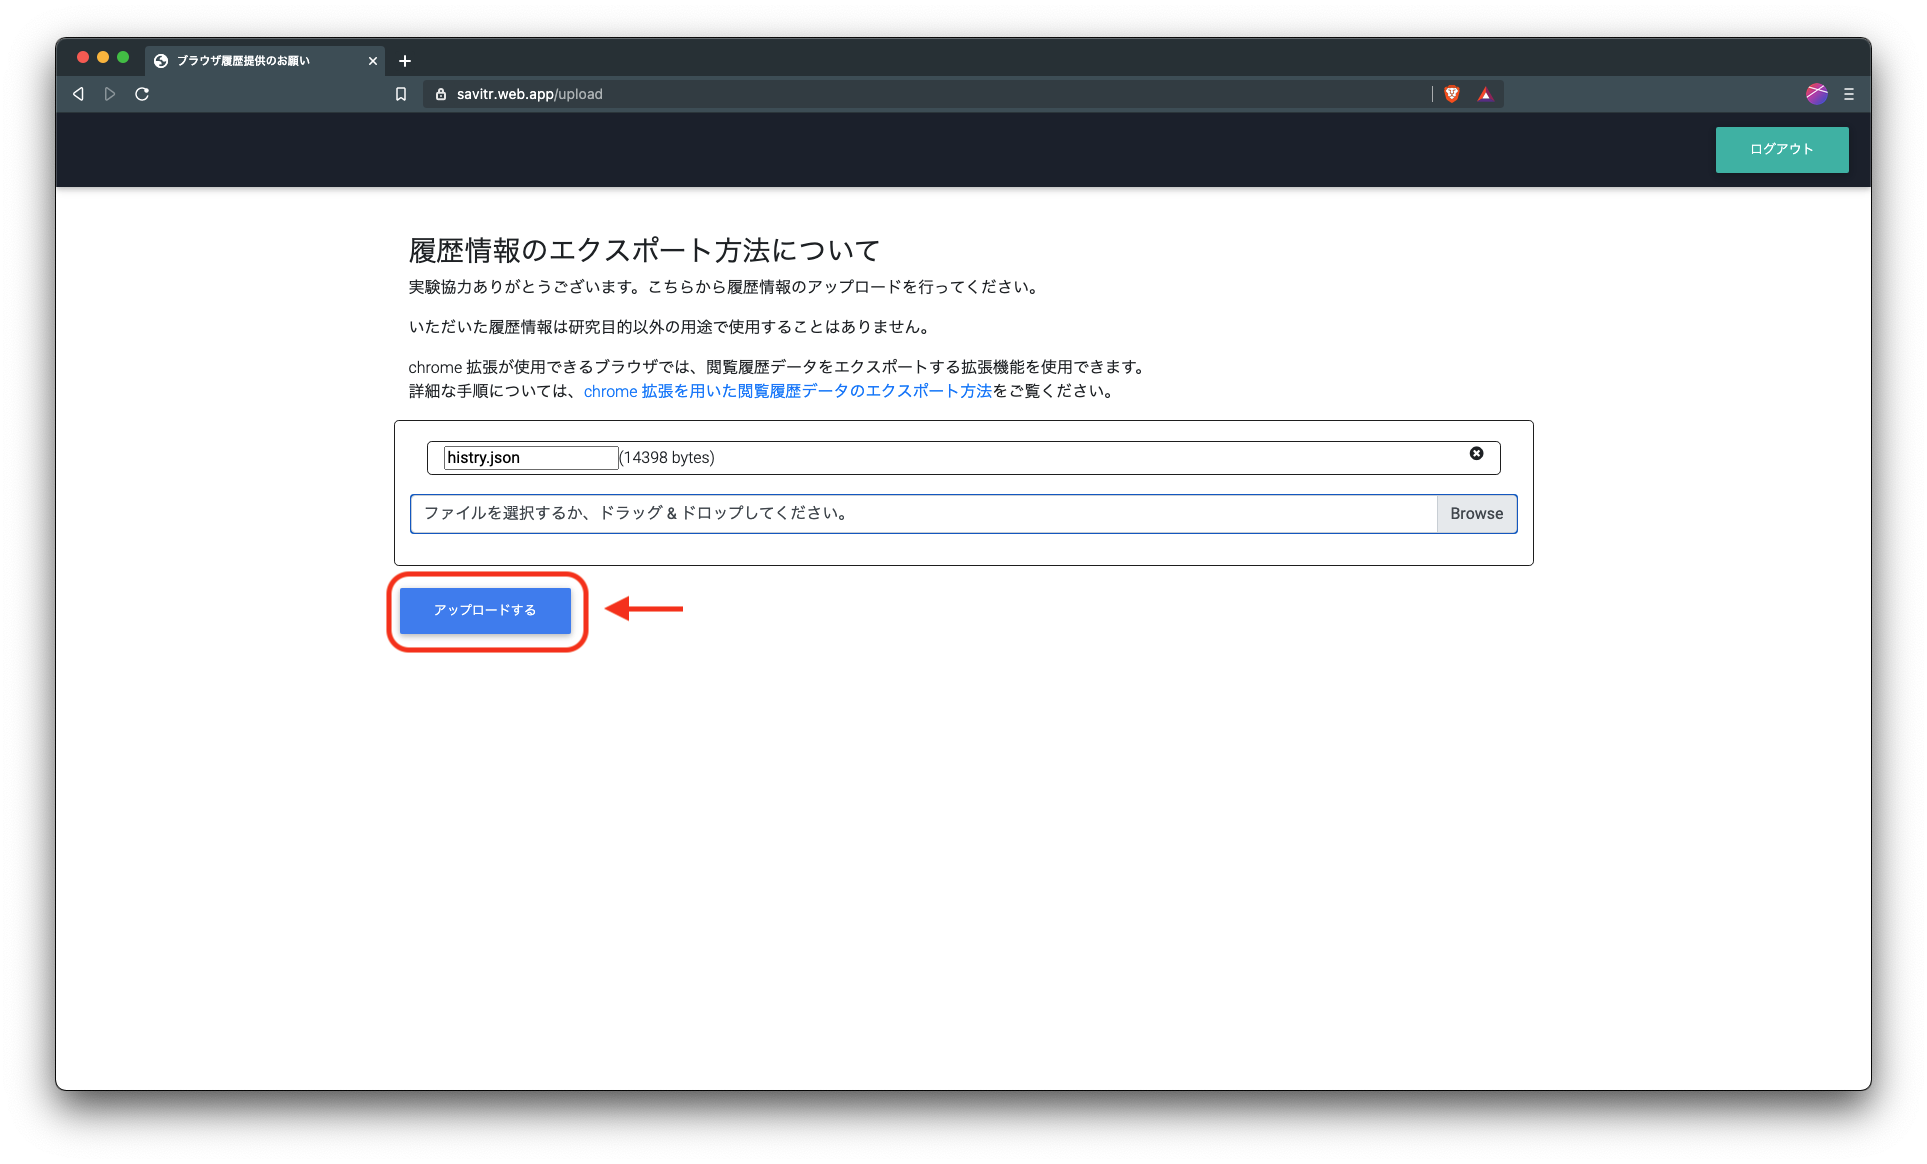 ブラウザ履歴提供のお願い
savitr.web.app/upload
ログアウト
履歴情報のエクスポート方法について
実験協力ありがとうございます。こちらから履歴情報のアップロードを行ってください。
いただいた履歴情報は研究目的以外の用途で使用することはありません。
chrome 拡張が使用できるブラウザでは、閲覧履歴データをエクスポートする拡張機能を使用できます。
詳細な手順については、chrome 拡張を用いた閲覧履歴データのエクスポート方法をご覧ください。
histry.json(14398 bytes)
ファイルを選択するか、ドラッグ & ドロップしてください。 Browse
アップロードする